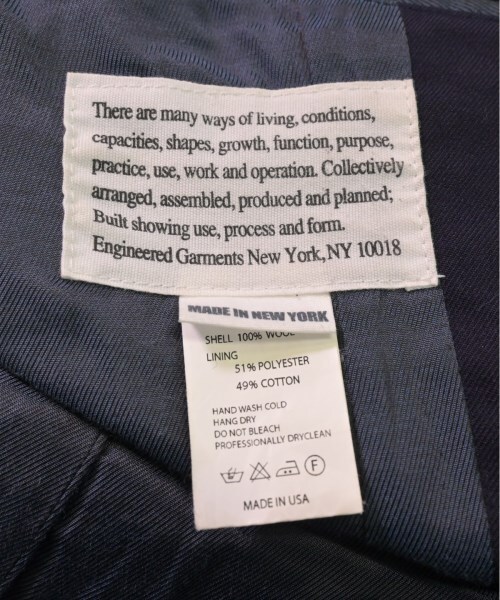 There are many ways of living, conditions,
capacities, shapes, growth, function, purpose,
practice, use, work and operation. Collectively
arranged, assembled, produced and planned;
Built showing use, process and form.
Engineered Garments New York, NY 10018
MADE IN NEW YORK
SHELL 100% WOOL
LINING
51% POLYESTER
49% COTTON
HAND WASH COLD
HANG DRY
DO NOT BLEACH
PROFESSIONALLY DRYCLEAN
F
MADE IN USA